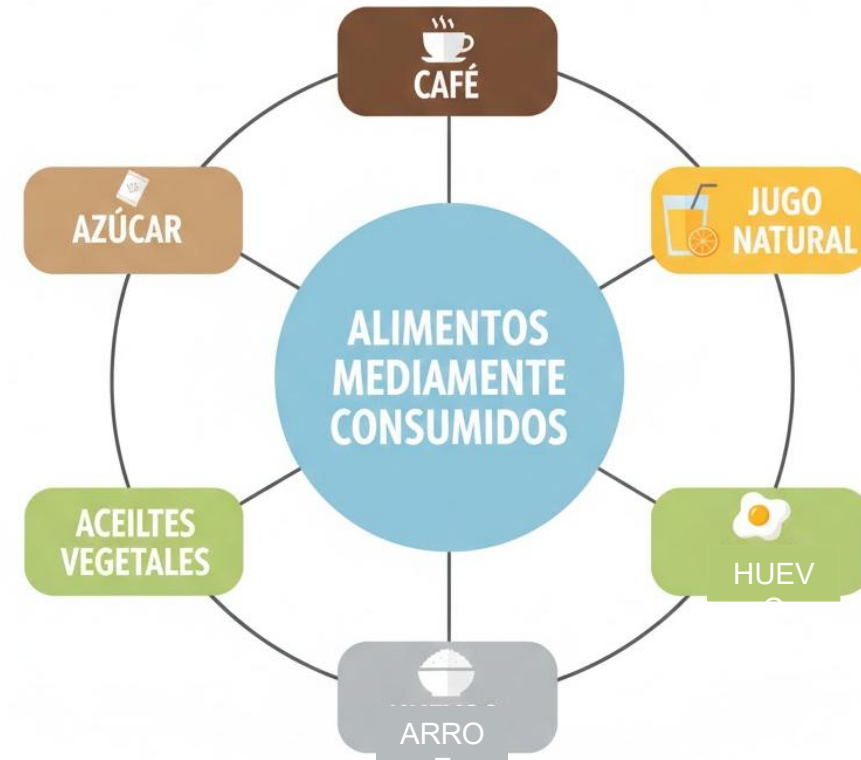 CAFÉ
JUGO
NATURAL
AZÚCAR
ALIMENTOS
MEDIAMENTE
CONSUMIDOS
ACEILTES
VEGETALES
HUEV
ARRO